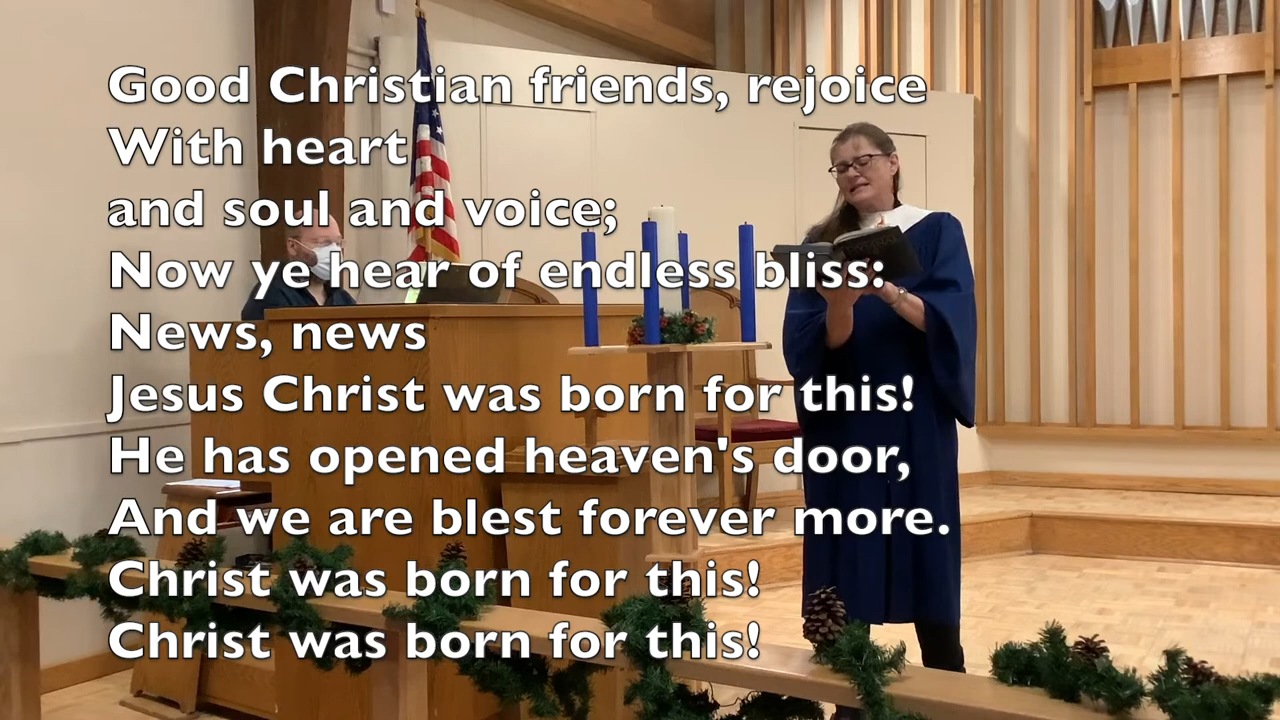 Good Christian friends, rejoice
With heart
and soul and voice;
Now ye hear of endless bliss:
News, news
Jesus Christ was born for this!
He has opened heaven's door,
And we are blest forever more.
Christ was born for this!
Christ was born for this!